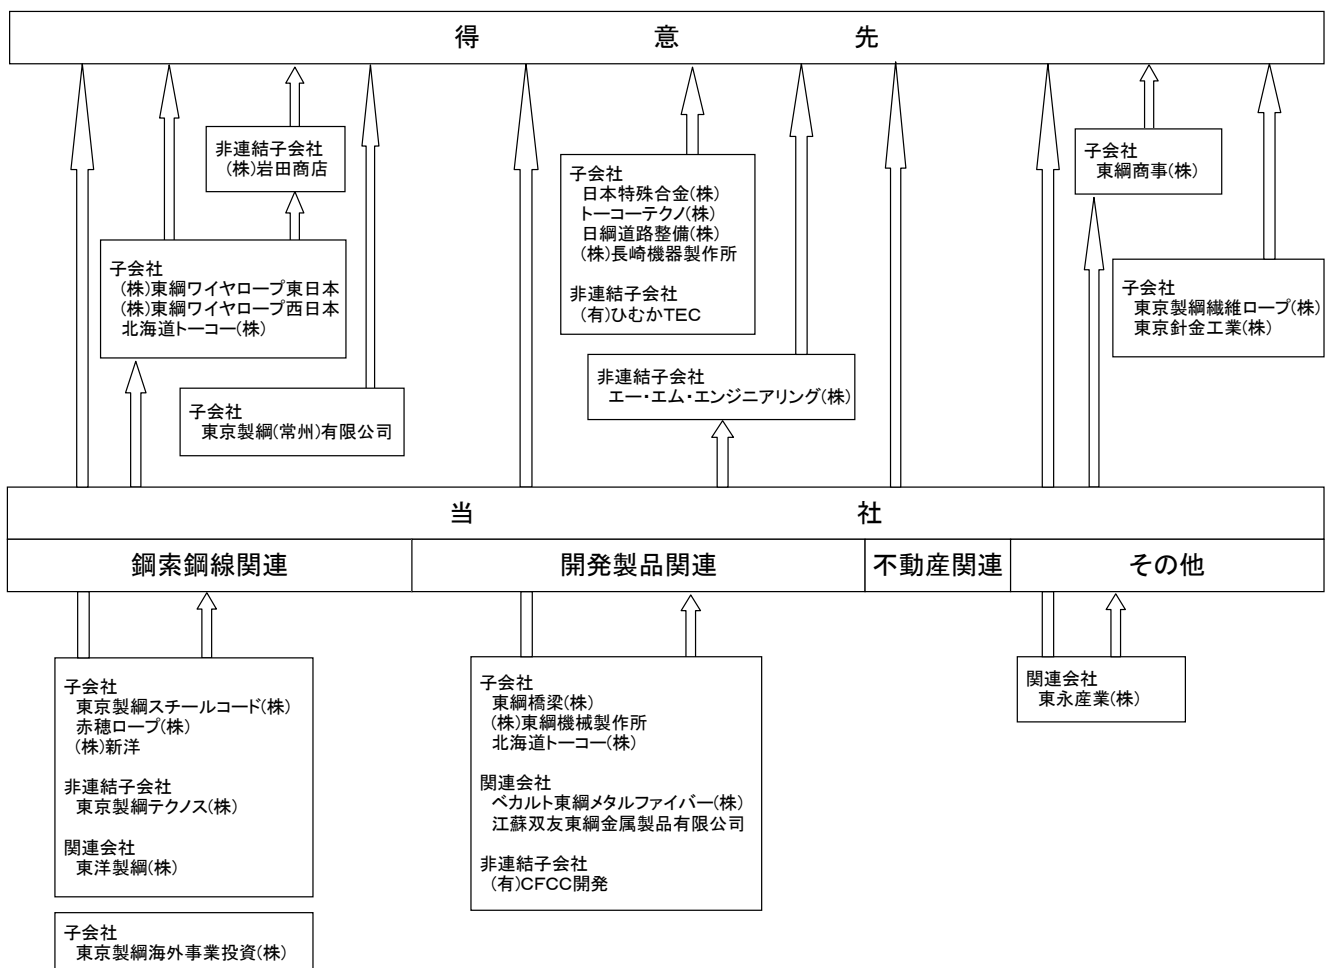 得意先
非連結子会社
(株)岩田商店
子会社
(株)東綱ワイヤロープ東日本
(株)東綱ワイヤロープ西日本
北海道トーコー(株)
子会社
東京製綱(常州)有限公司
子会社
日本特殊合金(株)
トーコーテクノ(株)
日綱道路整備(株)
(株)長崎機器製作所
非連結子会社
(有)ひむかTEC
非連結子会社
エー・エム・エンジニアリング(株)
子会社
東綱商事(株)
子会社
東京製綱繊維ロープ(株)
東京針金工業(株)
当社
鋼索鋼線関連
開発製品関連
不動産関連
その他
子会社
東京製綱スチールコード(株)
赤穂ロープ(株)
(株)新洋
非連結子会社
東京製綱テクノス(株)
関連会社
東洋製綱(株)
子会社
東京製綱海外事業投資(株)
子会社
東綱橋梁(株)
(株)東綱機械製作所
北海道トーコー(株)
関連会社
ベカルト東綱メタルファイバー(株)
江蘇双友東綱金属製品有限公司
非連結子会社
(有)CFCC開発
関連会社
東永産業(株)